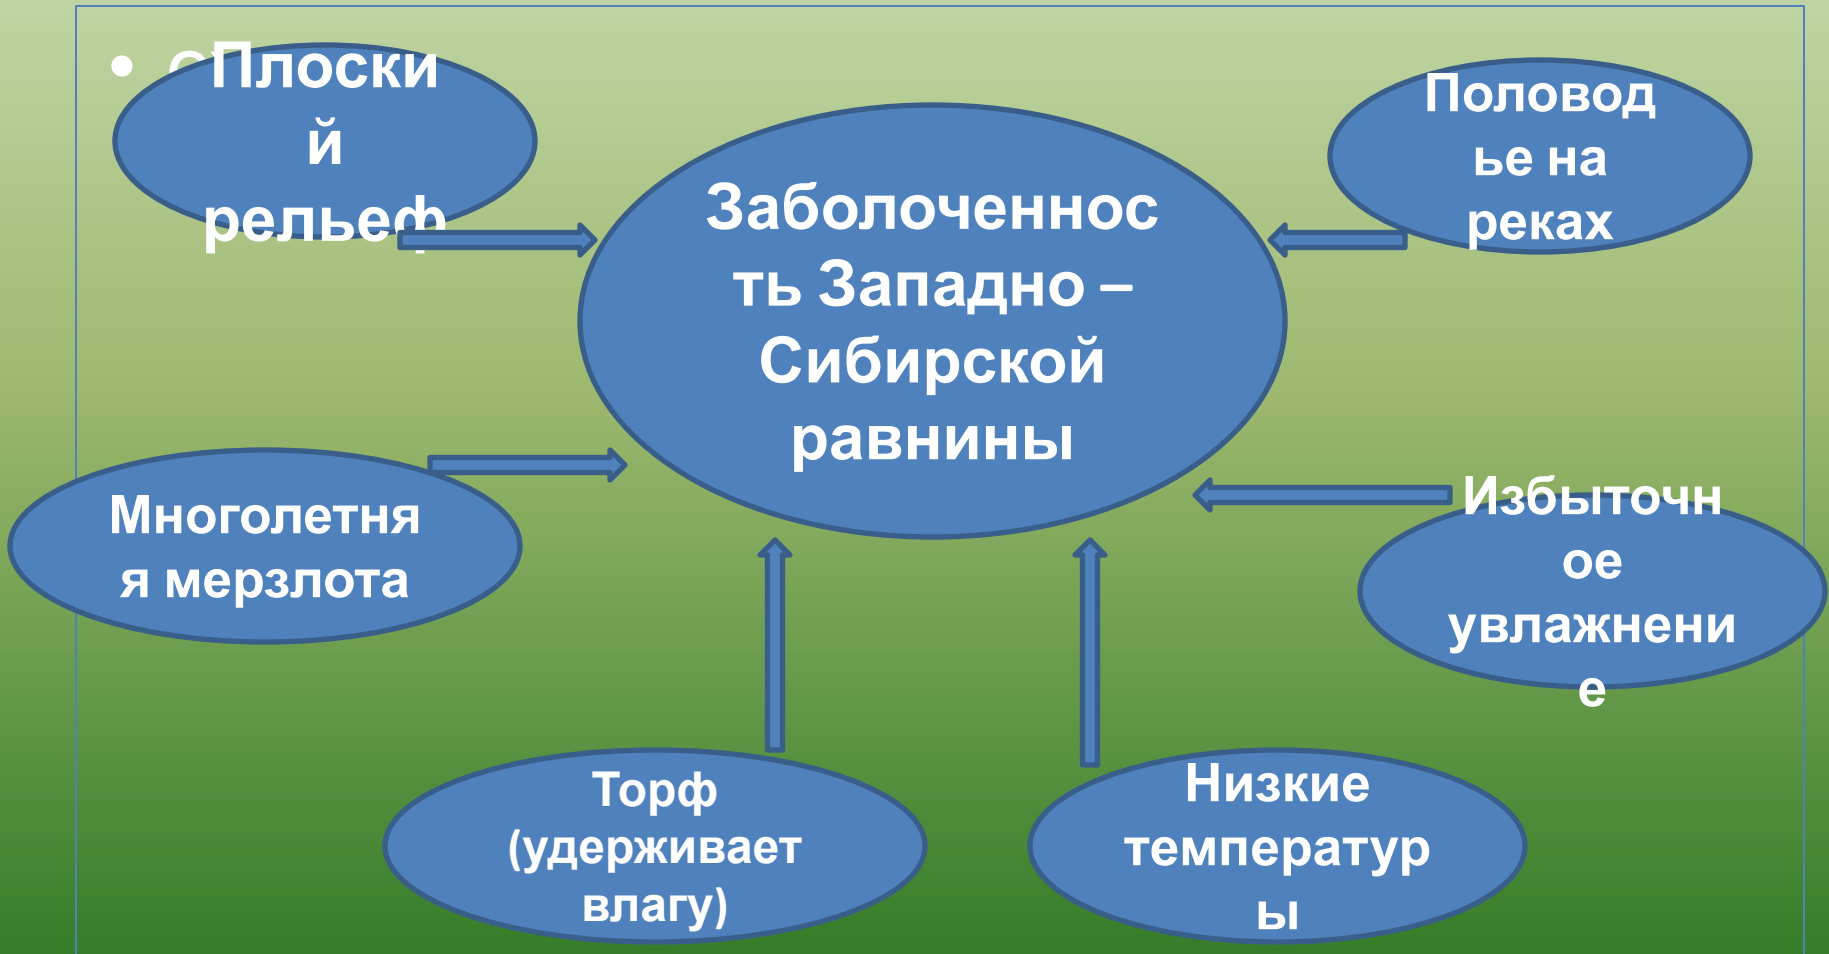 Плоски
й
рельеф
Половод
ье на
реках
Заболоченнос
ть Западно –
Сибирской
равнины
Многолетня
я мерзлота
Избыточн
ое
увлажнени
е
Торф
(удерживает
влагу)
Низкие
температур
ы